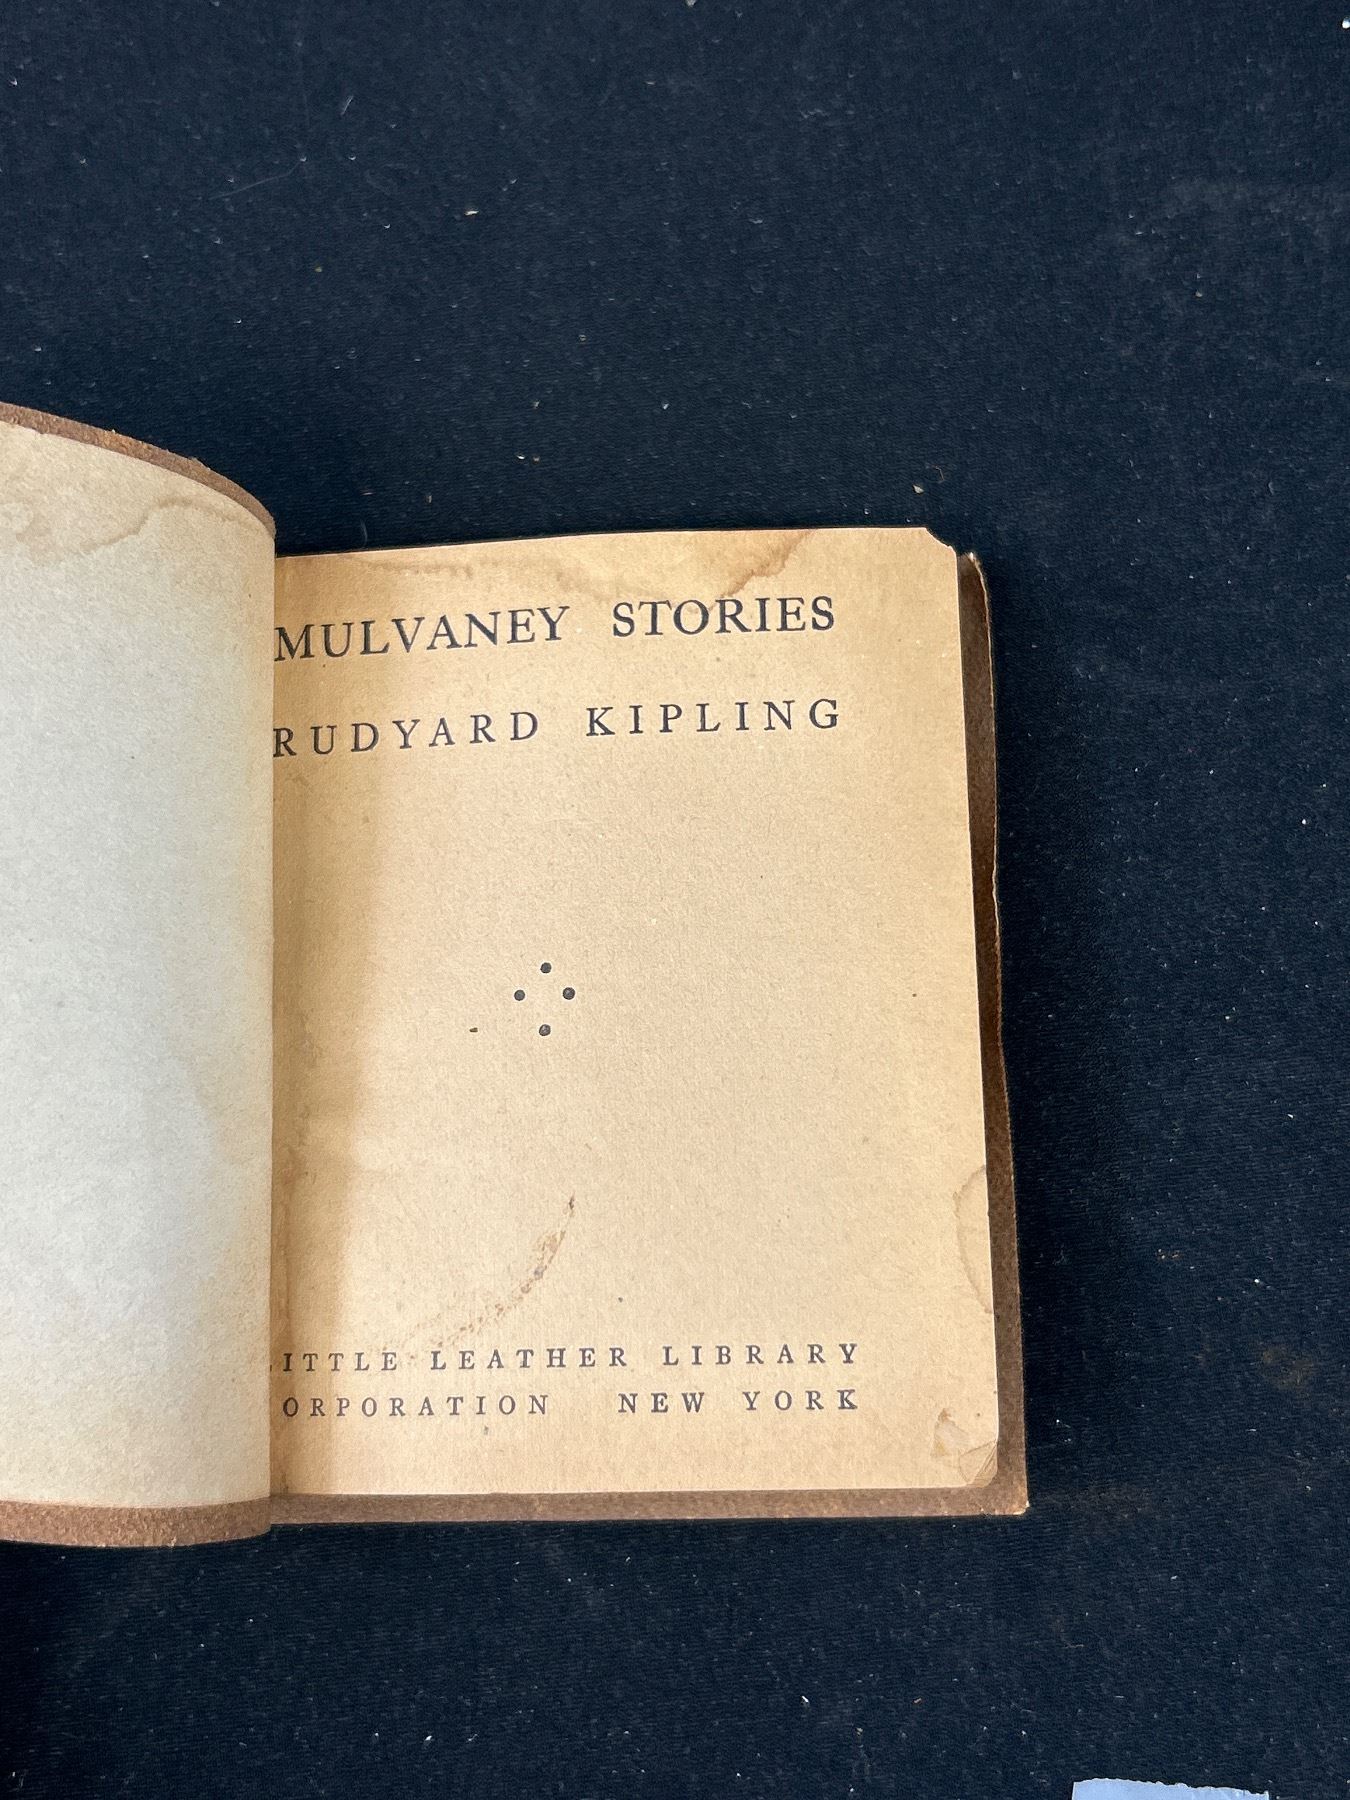 MULVANEY STORIES
RUDYARD KIPLING
ITTLE LEATHER LIBRARY
ORPORATION NEW YORK